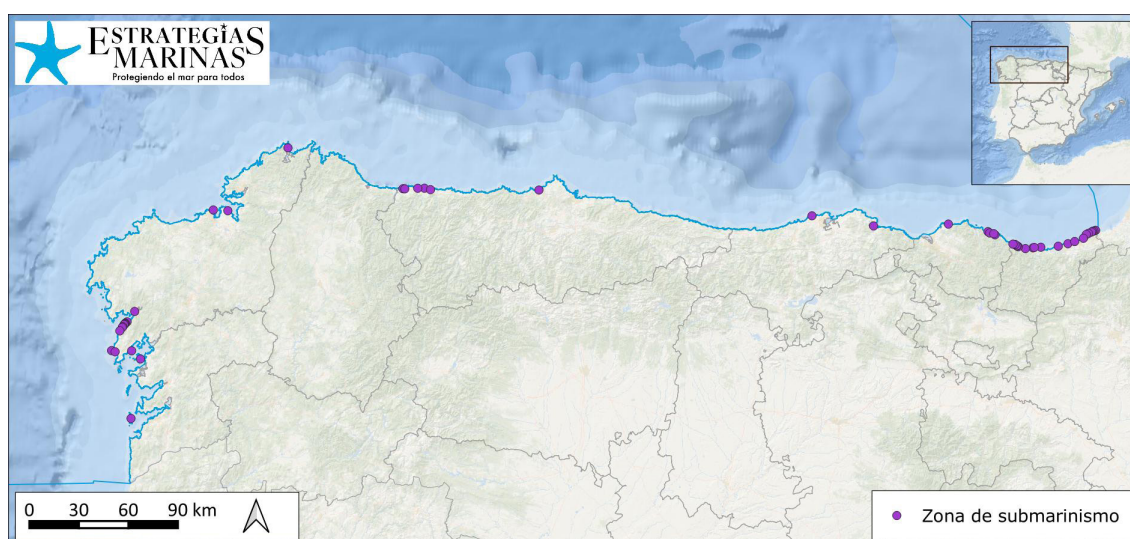 ESTRATEGIAS
MARINAS
Protegiendo el mar para todos
0 30 60 90 km
Zona de submarinismo